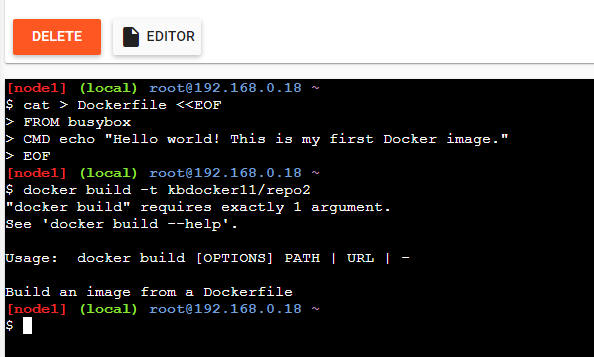 DELETE
EDITOR
[node1] (local) root@192.168.0.18 ~
$ cat > Dockerfile <<EOF
> FROM busybox
> CMD echo "Hello world! This is my first Docker image."
> EOF
[node1] (local) root@192.168.0.18 ~
$ docker build -t kbdocker11/repo2
"docker build" requires exactly 1 argument.
See 'docker build --help'.
Usage:  docker build [OPTIONS] PATH | URL | -
Build an image from a Dockerfile
[node1] (local) root@192.168.0.18 ~
$